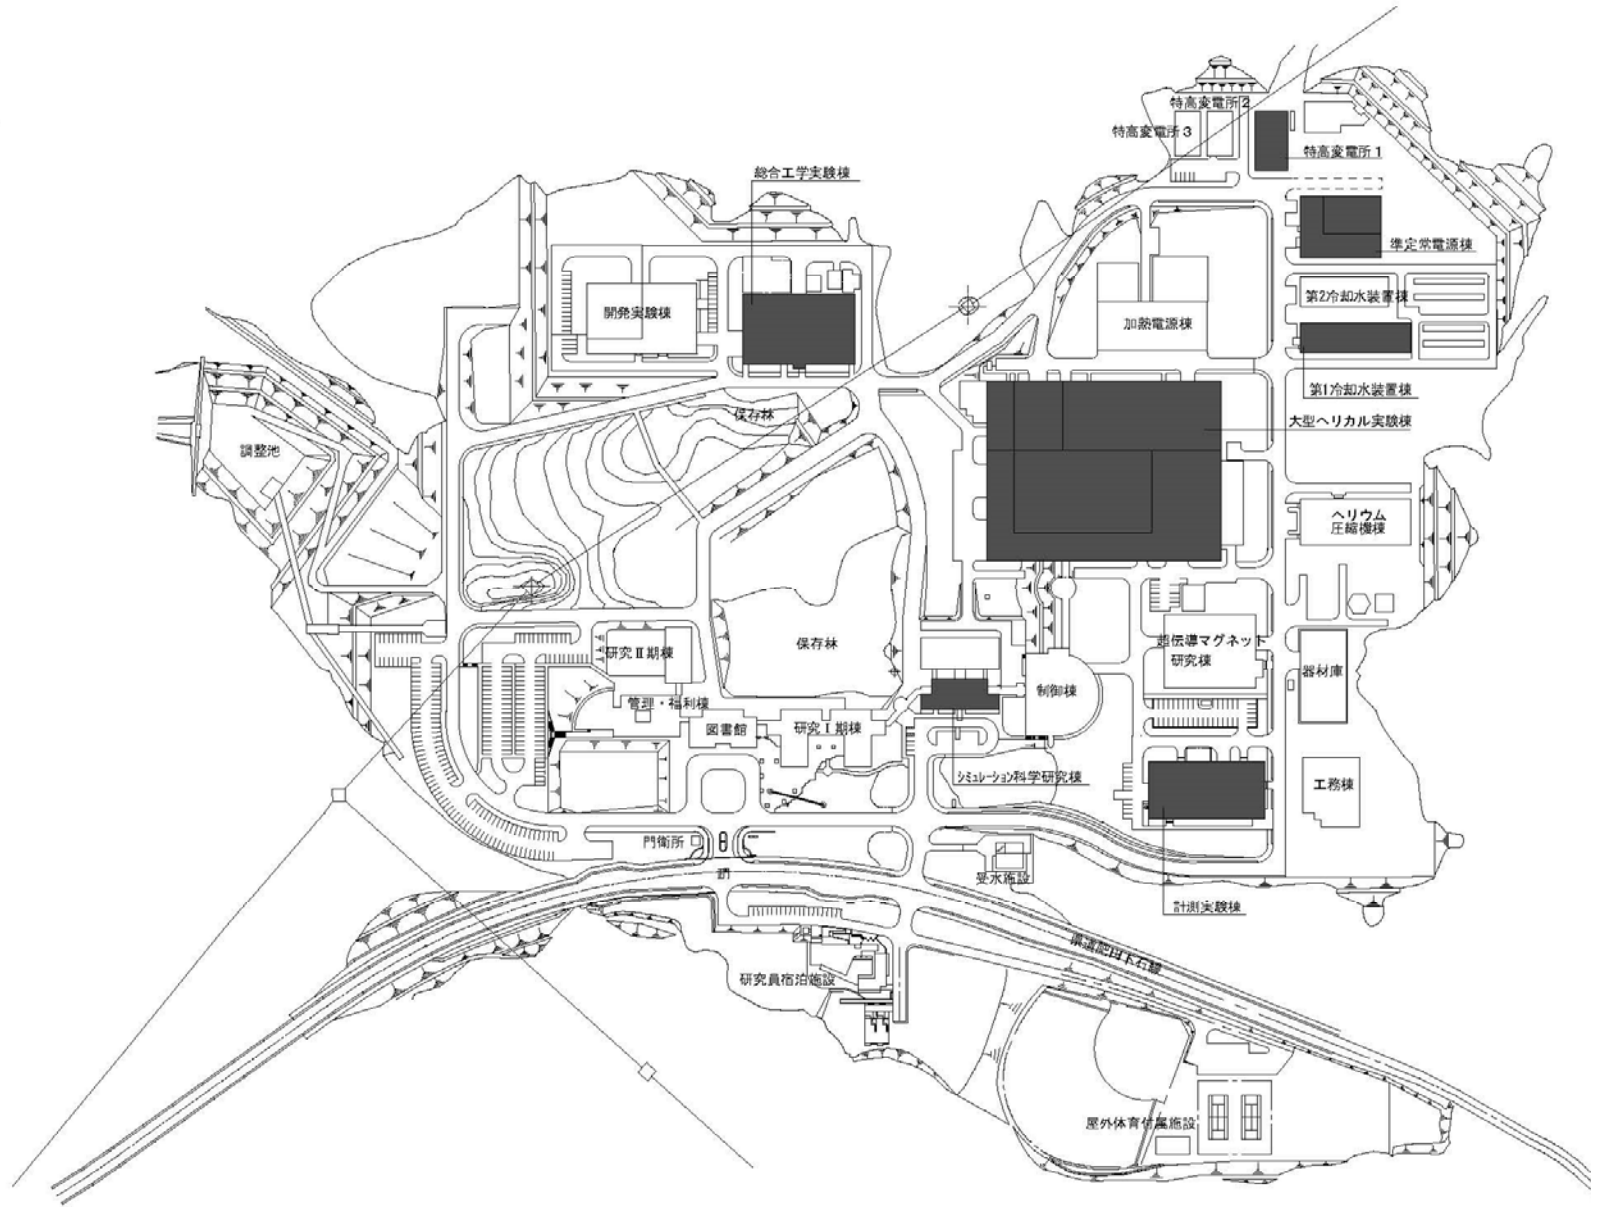 特高変電所2
特高変電所3
特高変電所1
総合工学実験棟
準定常電源棟
第2冷却水装置棟
開発実験棟
加熱電源棟
第1冷却水装置棟
保存林
大型ヘリカル実験棟
調整池
ヘリウム
圧縮機棟
保存林
超伝導マグネット
研究棟
研究Ⅱ期棟
器材庫
制御棟
管理・福利棟
図書館
研究Ⅰ期棟
シミュレーション科学研究棟
工務棟
門衛所
受水施設
計測実験棟
県道肥田下石線
研究員宿泊施設
屋外体育付属施設